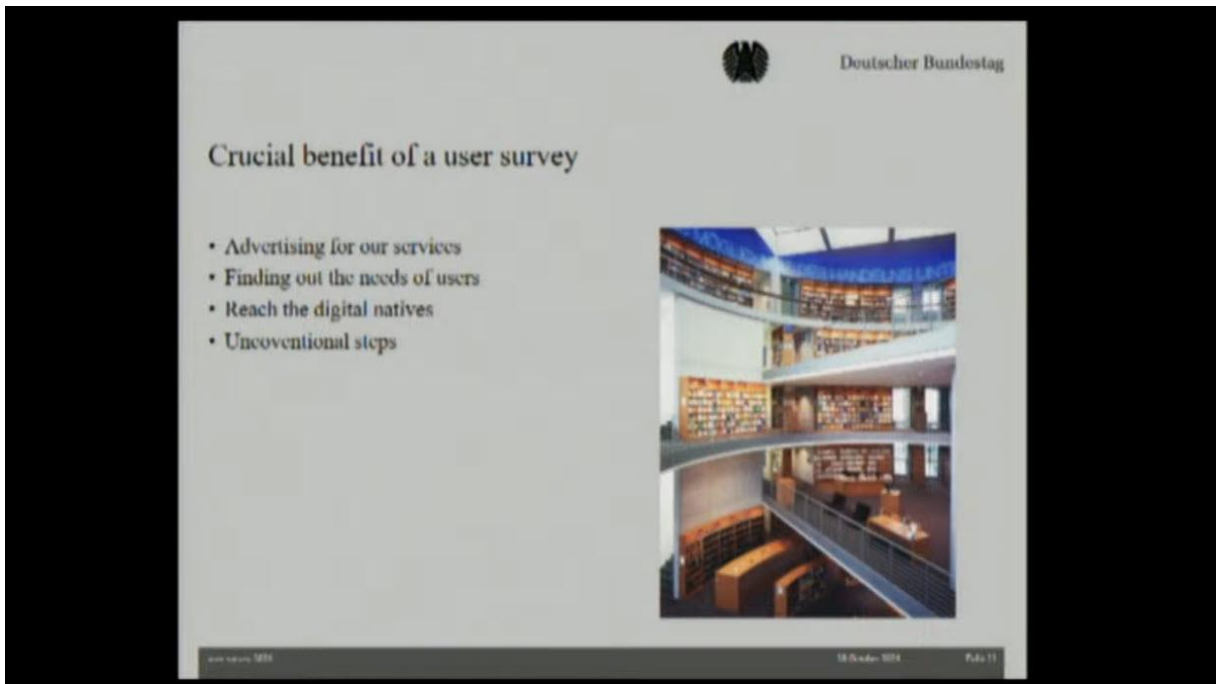 Deutscher Bundestag
Crucial benefit of a user survey
• Advertising for our services
• Finding out the needs of users
• Reach the digital natives
• Uncoventional steps